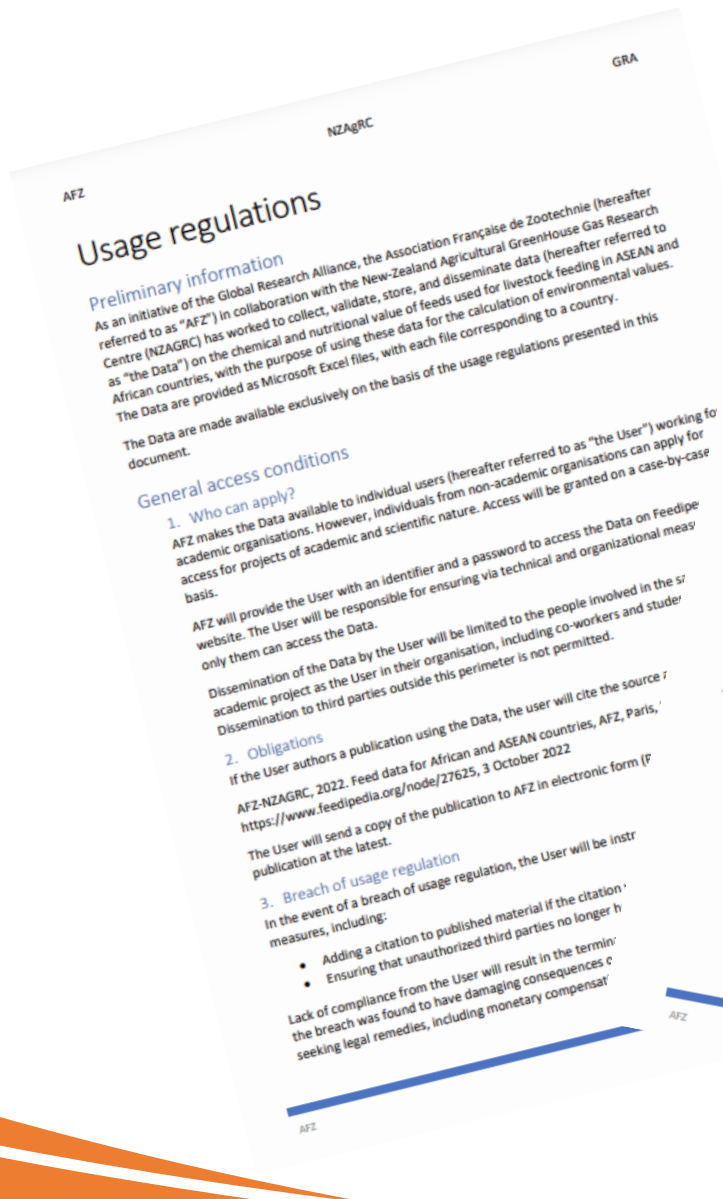 GRA
NZAgRC
AFZ
Usage regulations
Preliminary information
As an initiative of the Global Research Alliance, the Association Française de Zootechnie (hereafter
referred to as “AFZ”) in collaboration with the New-Zealand Agricultural GreenHouse Gas Research
Centre (NZAGRC) has worked to collect, validate, store, and disseminate data (hereafter referred to
as “the Data”) on the chemical and nutritional value of feeds used for livestock feeding in ASEAN and
African countries, with the purpose of using these data for the calculation of environmental values.
The Data are provided as Microsoft Excel files, with each file corresponding to a country.
The Data are made available exclusively on the basis of the usage regulations presented in this
document.
General access conditions
1. Who can apply?
AFZ makes the Data available to individual users (hereafter referred to as “the User”) working for
academic organisations. However, individuals from non-academic organisations can apply for
access for projects of academic and scientific nature. Access will be granted on a case-by-case
basis.
AFZ will provide the User with an identifier and a password to access the Data on Feedipe
website. The User will be responsible for ensuring via technical and organizational meas
only them can access the Data.
Dissemination of the Data by the User will be limited to the people involved in the sa
academic project as the User in their organisation, including co-workers and stude
Dissemination to third parties outside this perimeter is not permitted.
2. Obligations
If the User authors a publication using the Data, the user will cite the source a
AFZ-NZAGRC, 2022. Feed data for African and ASEAN countries, AFZ, Paris,
https://www.feedipedia.org/node/27625, 3 October 2022
The User will send a copy of the publication to AFZ in electronic form (P
publication at the latest.
3. Breach of usage regulation
In the event of a breach of usage regulation, the User will be instr
measures, including:
• Adding a citation to published material if the citation
• Ensuring that unauthorized third parties no longer h
Lack of compliance from the User will result in the termina
the breach was found to have damaging consequences o
seeking legal remedies, including monetary compensat
AFZ
AFZ